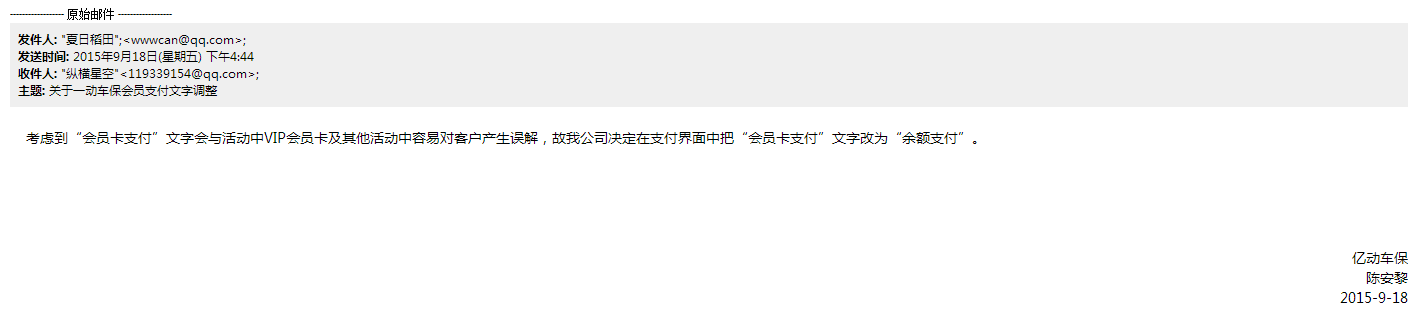 ------------------ 原始邮件 ------------------
发件人: "夏日稻田";<wwwcan@qq.com>;
发送时间: 2015年9月18日(星期五) 下午4:44
收件人: "纵横星空"<119339154@qq.com>;
主题: 关于一动车保会员支付文字调整
考虑到“会员卡支付”文字会与活动中VIP会员卡及其他活动中容易对客户产生误解，故我公司决定在支付界面中把“会员卡支付”文字改为“余额支付”。
亿动车保
陈安黎
2015-9-18